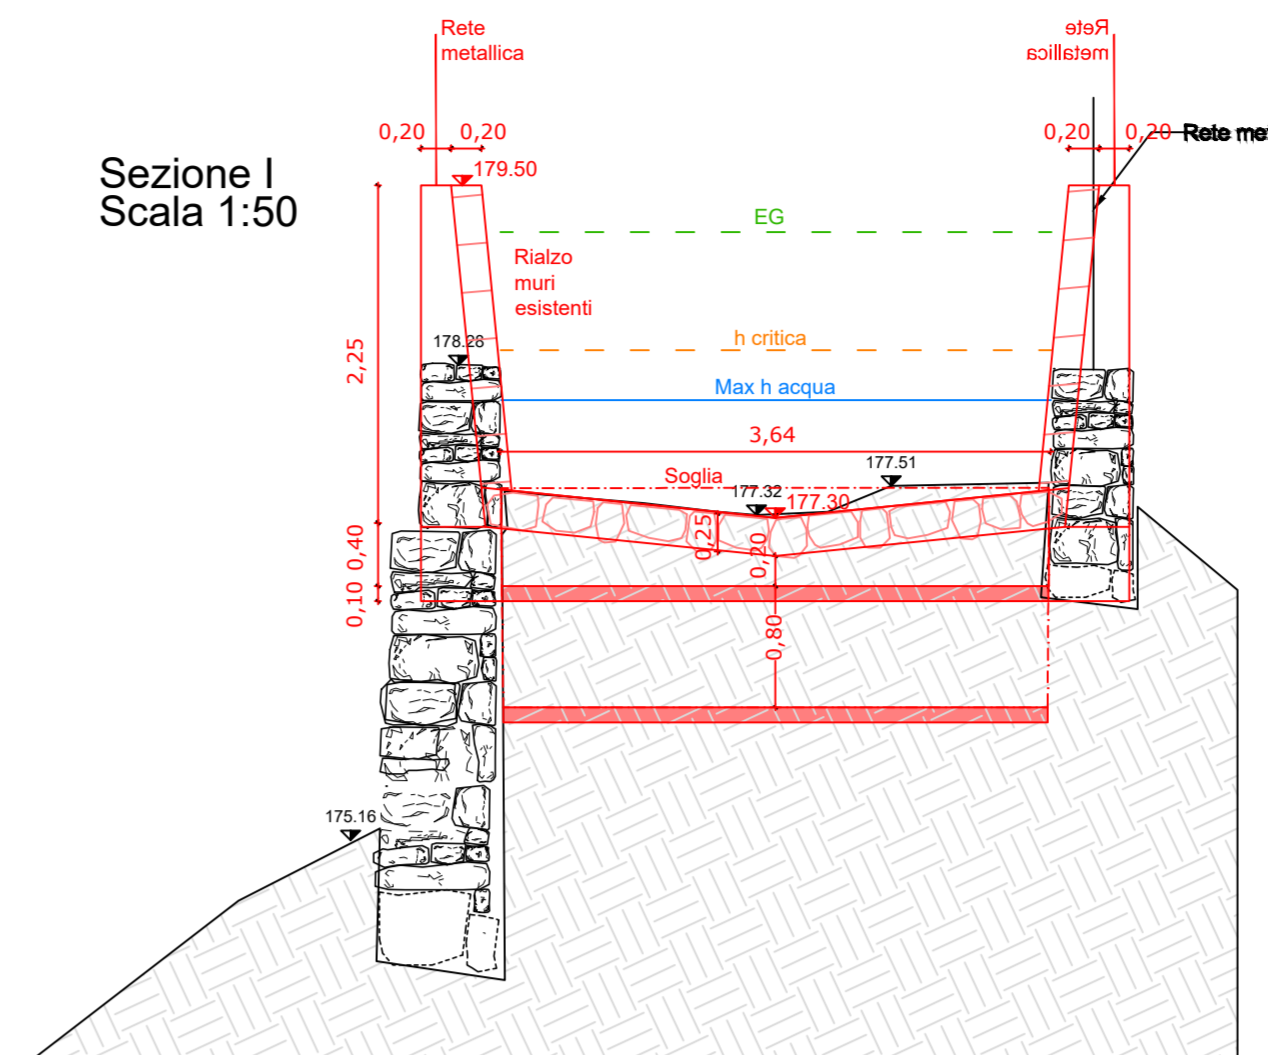 Rete
metallica
Rete
metallica
0,20 0,20
0,20 0,20
Rete me
Sezione I
Scala 1:50
179.50
EG
Rialzo
muri
esistenti
h critica
178.28
2,25
Max h acqua
3,64
177.51
Soglia
177.32
177.30
0,25
0,20
0,40
0,10
0,80
175.16